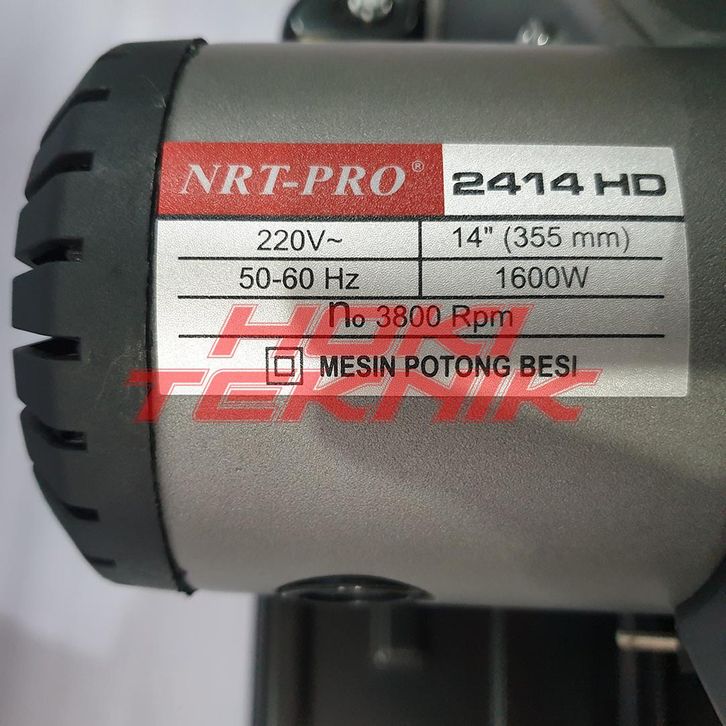 NRT-PRO® 2414 HD
220V~ 14" (355 mm)
50-60 Hz 1600W
no 3800 Rpm
MESIN POTONG BESI
HOKI
TEKNIK